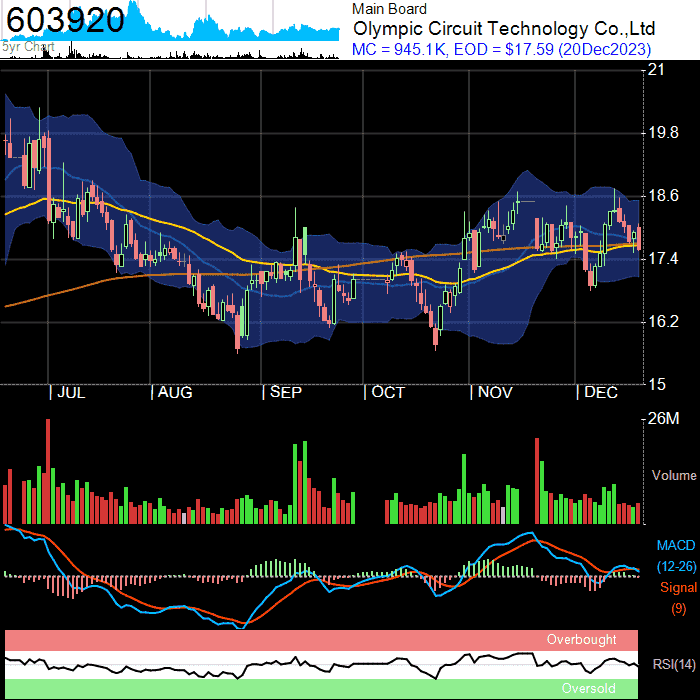 603920
5yr Chart
Main Board
Olympic Circuit Technology Co.,Ltd
MC = 945.1K, EOD = $17.59 (20Dec2023)
21
19.8
18.6
17.4
16.2
15
JUL AUG SEP OCT NOV DEC
26M
Volume
MACD
(12-26)
Signal
(9)
Overbought
RSI(14)
Oversold